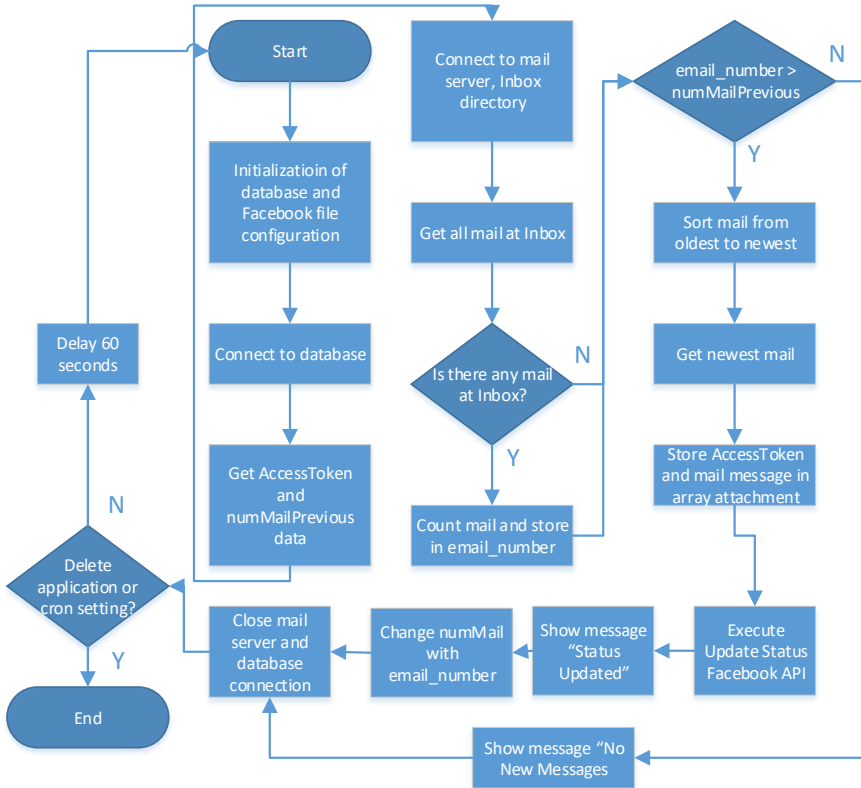 Start
Initializatioin of
database and
Facebook file
configuration
Connect to database
Get AccessToken
and
numMailPrevious
data
Connect to mail
server, Inbox
directory
Get all mail at Inbox
Is there any mail
at Inbox?
N
Y
Count mail and store
in email_number
email_number >
numMailPrevious
N
Y
Sort mail from
oldest to newest
Get newest mail
Store AccessToken
and mail message in
array attachment
Execute
Update Status
Facebook API
Show message
“Status
Updated”
Change numMail
with
email_number
Close mail
server and
database
connection
Show message “No
New Messages
Delete
application or
cron setting?
N
Y
Delay 60
seconds
End